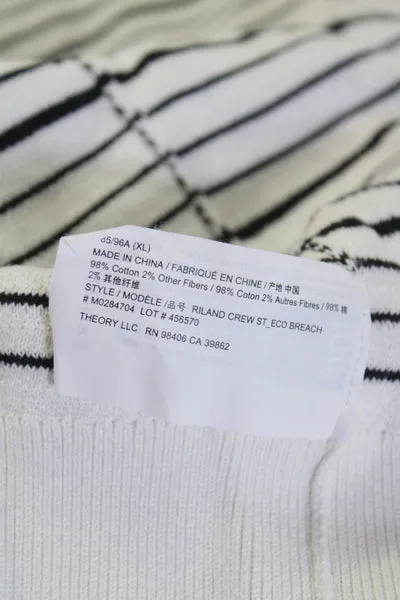 85/96A (XL)
MADE IN CHINA / FABRIQUÉ EN CHINE / 产地 中国
98% Cotton 2% Other Fibers / 98% Coton 2% Autres Fibres / 98% 棉
2% 其他纤维
STYLE / MODÈLE /品号 RILAND CREW ST_ECO BREACH
# M0284704 LOT # 456570
THEORY LLC RN 98406 CA 39862